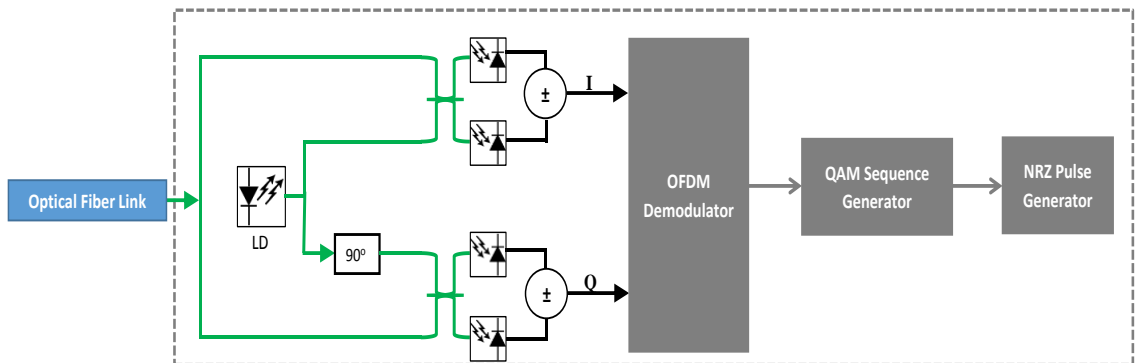 Optical Fiber Link
LD
90º
±
I
±
Q
OFDM
Demodulator
QAM Sequence
Generator
NRZ Pulse
Generator